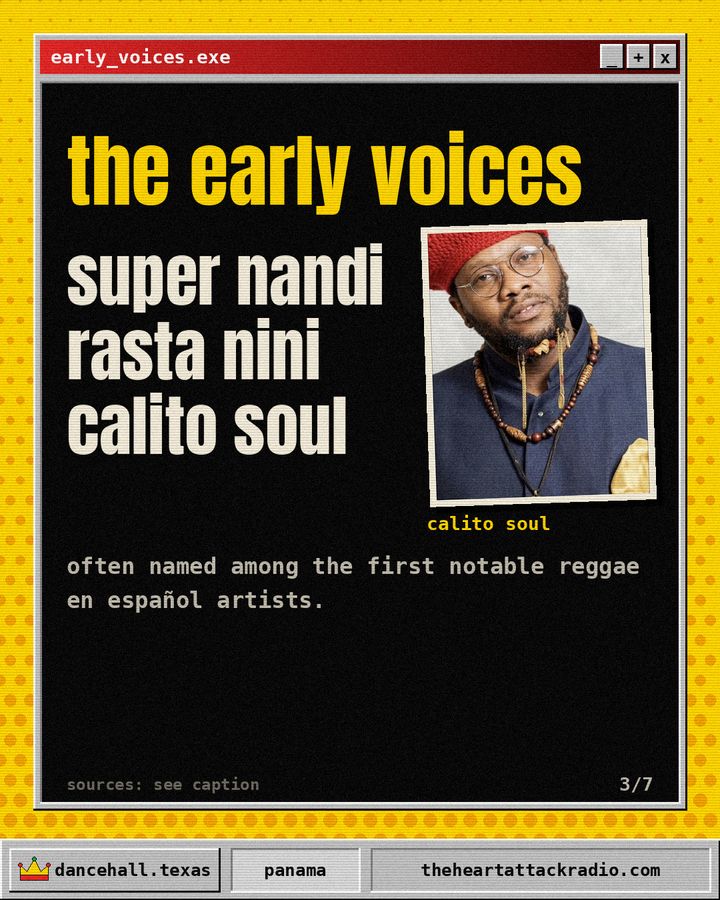 early_voices.exe
_ + x
the early voices
super nandi
rasta nini
calito soul
calito soul
often named among the first notable reggae
en español artists.
sources: see caption
3/7
dancehall.texas
panama
theheartattackradio.com